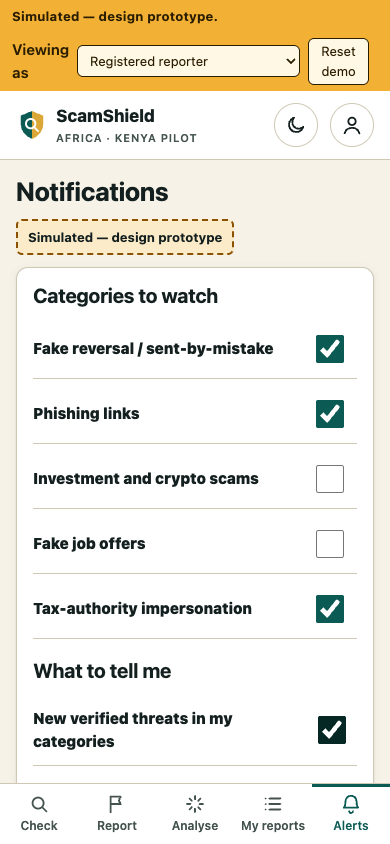 Simulated — design prototype.
Viewing as
Registered reporter
Reset demo
ScamShield
AFRICA · KENYA PILOT
Notifications
Simulated — design prototype
Categories to watch
Fake reversal / sent-by-mistake
Phishing links
Investment and crypto scams
Fake job offers
Tax-authority impersonation
What to tell me
New verified threats in my
categories
Check
Report
Analyse
My reports
Alerts